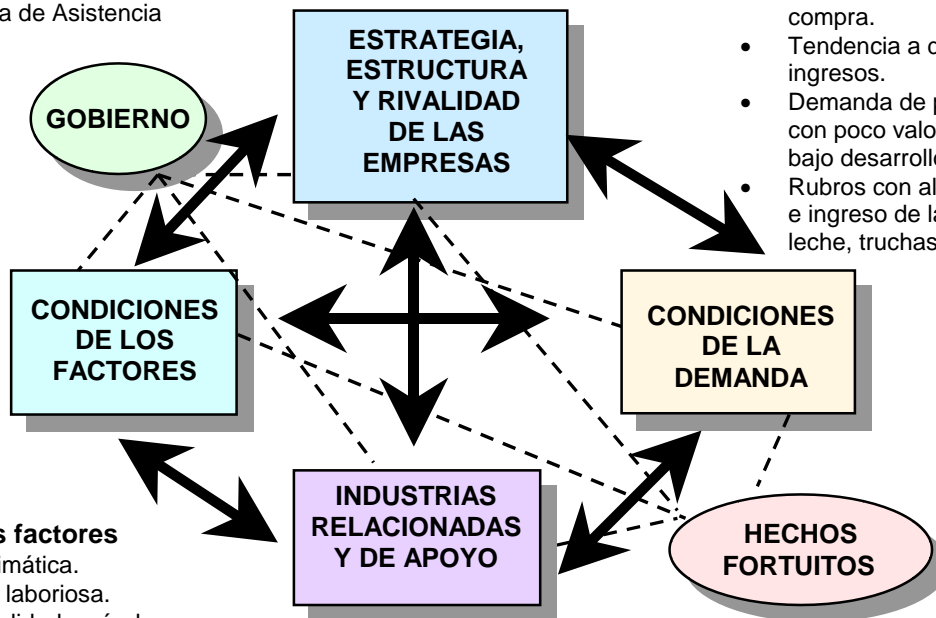 a de Asistencia
compra.
• Tendencia a d
ingresos.
• Demanda de p
con poco valo
bajo desarroll
• Rubros con al
e ingreso de la
leche, truchas
ESTRATEGIA,
ESTRUCTURA
Y RIVALIDAD
DE LAS
EMPRESAS
GOBIERNO
CONDICIONES
DE LOS
FACTORES
CONDICIONES
DE LA
DEMANDA
INDUSTRIAS
RELACIONADAS
Y DE APOYO
HECHOS
FORTUITOS
s factores
imática.
laboriosa.